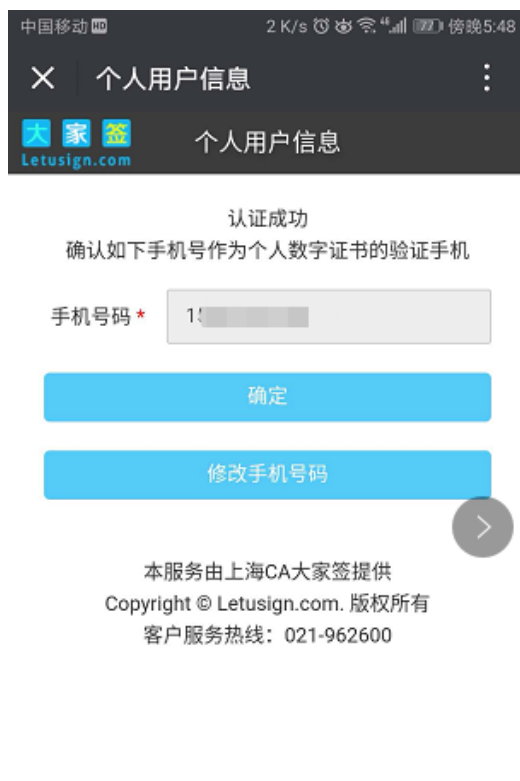 中国移动 HD 2 K/s 4G 77 傍晚5:48
个人用户信息
大家签 个人用户信息
Letusign.com
认证成功
确认如下手机号作为个人数字证书的验证手机
手机号码 * 15
确定
修改手机号码
本服务由上海CA大家签提供
Copyright © Letusign.com. 版权所有
客户服务热线：021-962600